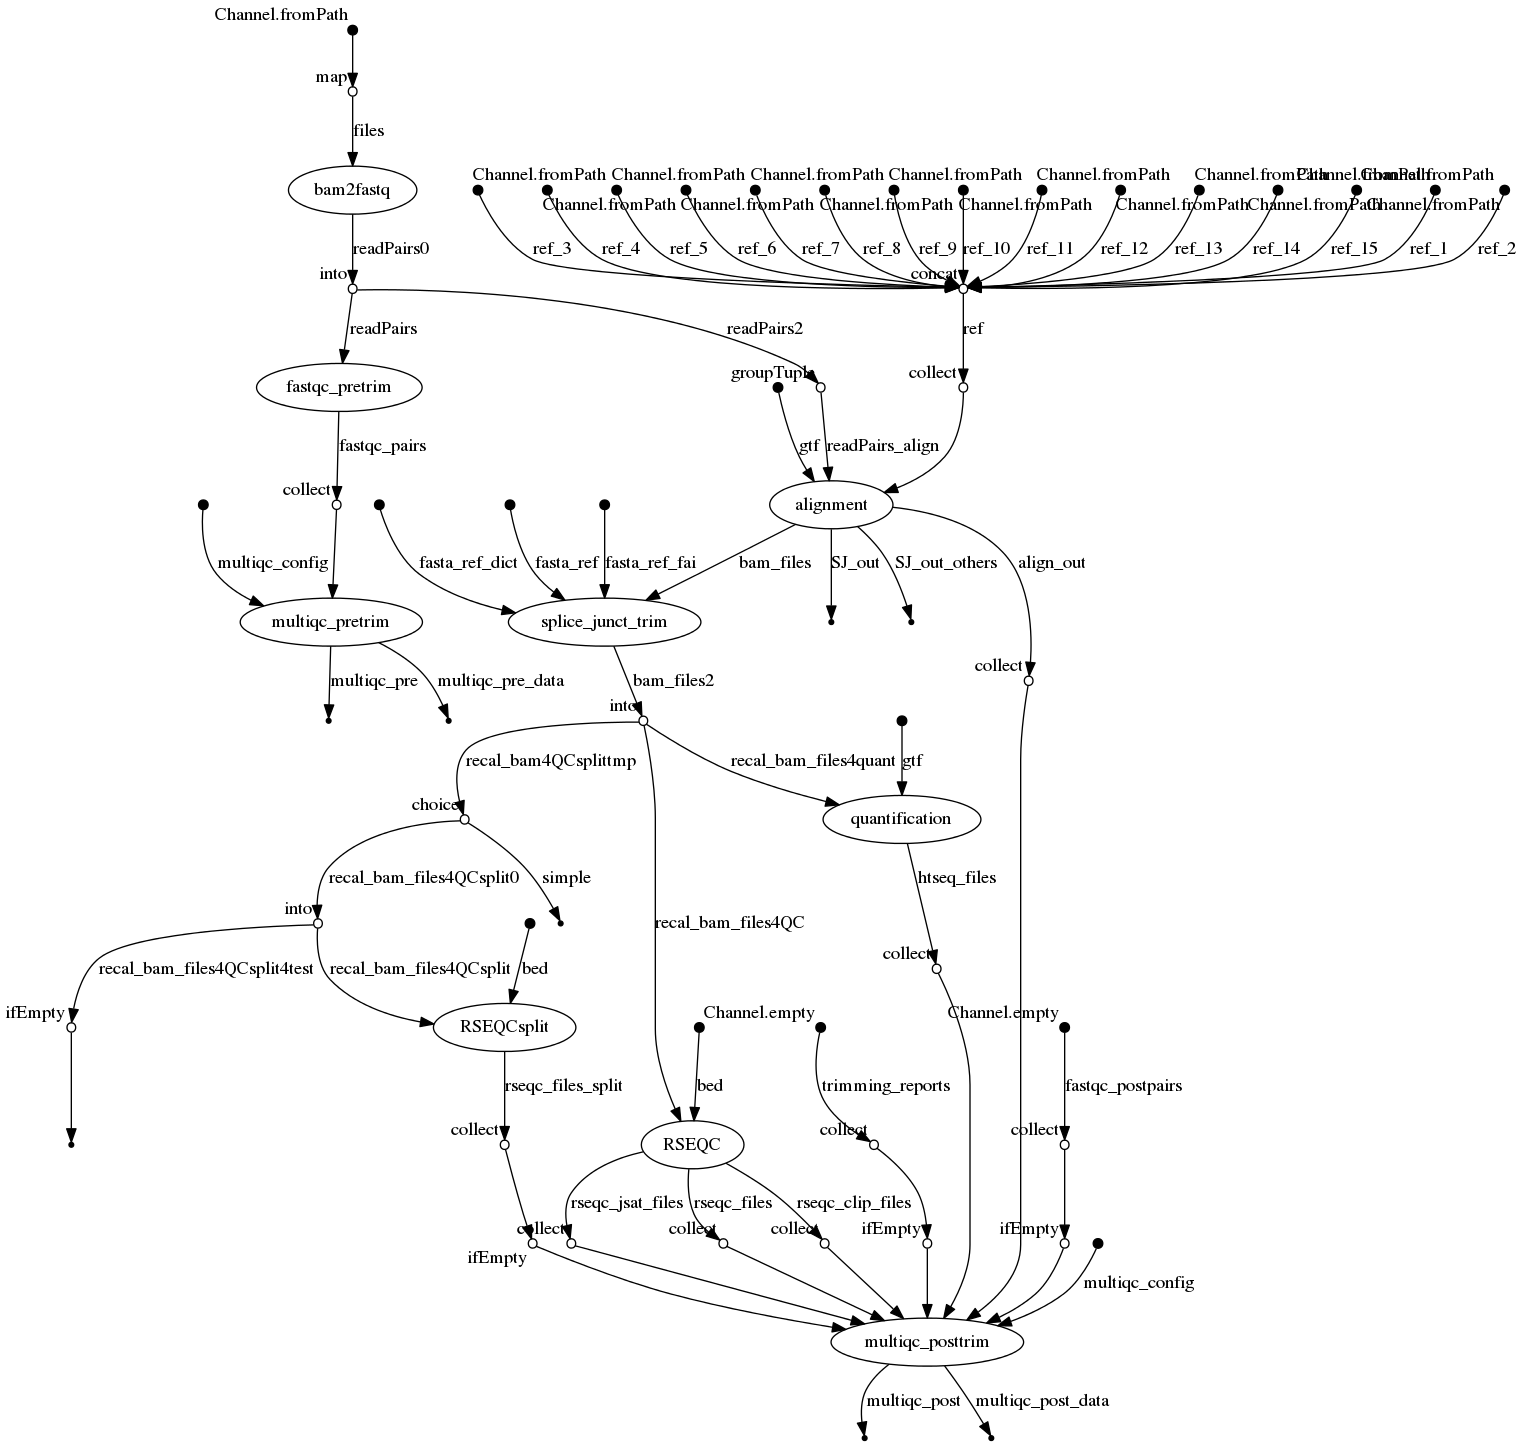 Channel.fromPath
map
files
bam2fastq
Channel.fromPath Channel.fromPath Channel.fromPath Channel.fromPath Channel.fromPath Channel.fromPath Channel.fromPath Channel.fromPath
Channel.fromPath Channel.fromPath Channel.fromPath Channel.fromPath Channel.fromPath Channel.fromPath Channel.fromPath
readPairs0 ref_3 ref_4 ref_5 ref_6 ref_7 ref_8 ref_9 ref_10 ref_11 ref_12 ref_13 ref_14 ref_15 ref_1 ref_2
into concat
readPairs readPairs2 ref
groupTuple collect
fastqc_pretrim
fastqc_pairs gtf readPairs_align
collect
alignment
multiqc_config fasta_ref_dict fasta_ref fasta_ref_fai bam_files SJ_out SJ_out_others align_out
multiqc_pretrim splice_junct_trim
collect
multiqc_pre multiqc_pre_data bam_files2
into
recal_bam4QCsplittmp recal_bam_files4quant gtf
choice quantification
recal_bam_files4QCsplit0 simple htseq_files
into
recal_bam_files4QC
collect
recal_bam_files4QCsplit4test recal_bam_files4QCsplit bed
ifEmpty Channel.empty Channel.empty
RSEQCsplit
rseqc_files_split bed trimming_reports fastqc_postpairs
collect collect collect
RSEQC
rseqc_jsat_files rseqc_files rseqc_clip_files
collect collect collect ifEmpty ifEmpty
ifEmpty
multiqc_config
multiqc_posttrim
multiqc_post multiqc_post_data